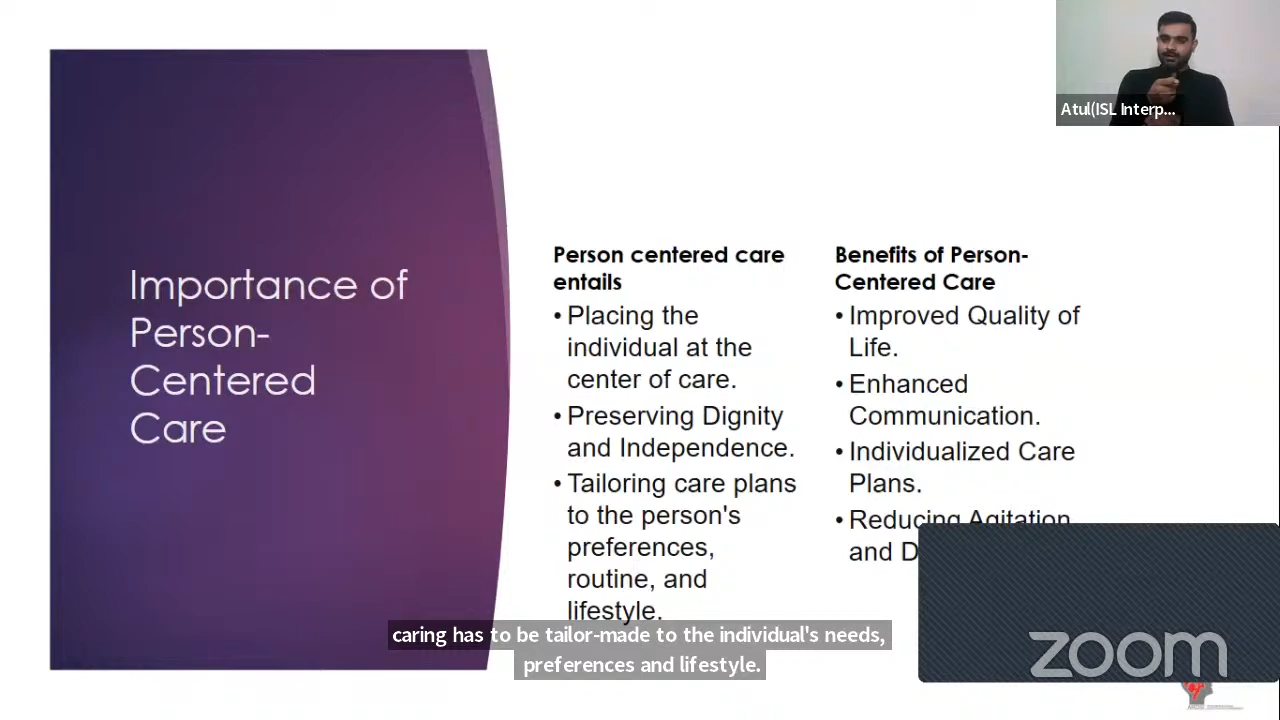 Atul(ISL Interp...
Importance of
Person-
Centered
Care
Person centered care
entails
• Placing the
individual at the
center of care.
• Preserving Dignity
and Independence.
• Tailoring care plans
to the person's
preferences,
routine, and
lifestyle.
Benefits of Person-
Centered Care
• Improved Quality of
Life.
• Enhanced
Communication.
• Individualized Care
Plans.
• Reducing Agitation
and D
caring has to be tailor-made to the individual's needs,
preferences and lifestyle.
zoom